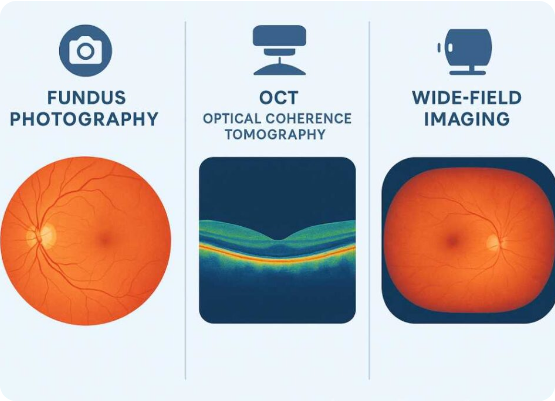 FUNDUS
PHOTOGRAPHY
OCT
OPTICAL COHERENCE
TOMOGRAPHY
WIDE-FIELD
IMAGING